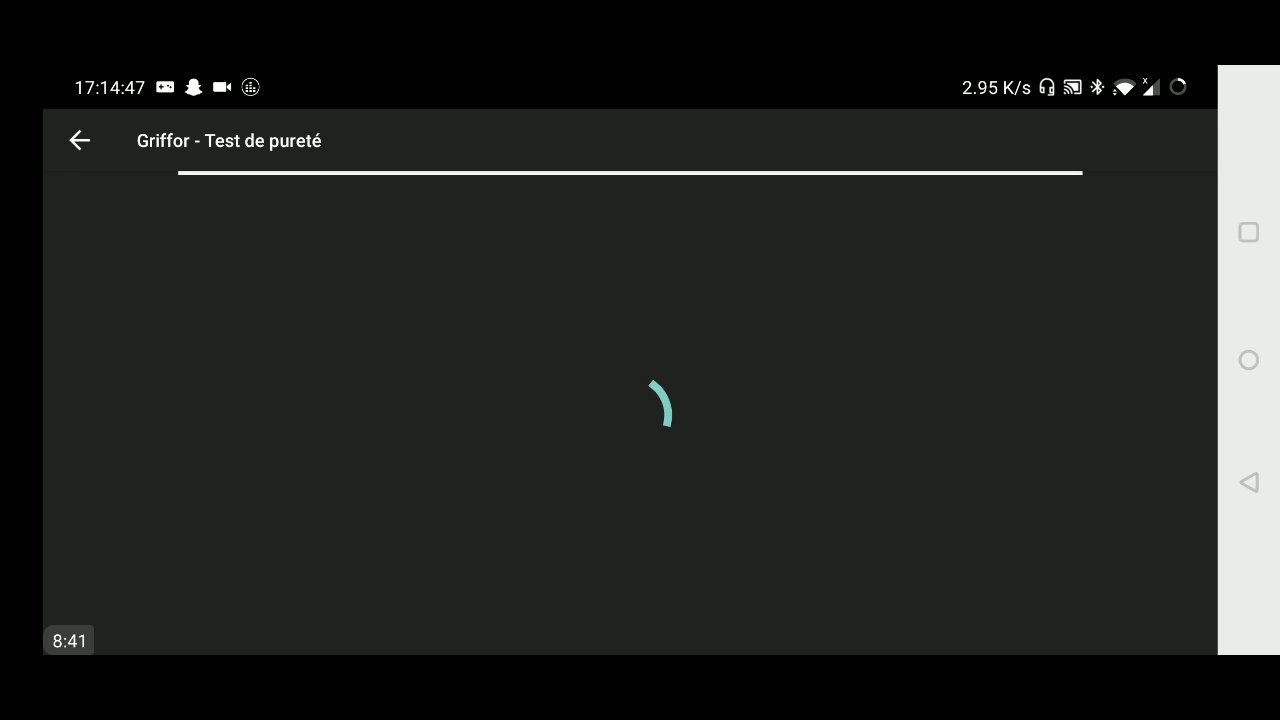 17:14:47
2.95 K/s
x
Griffor - Test de pureté
8:41